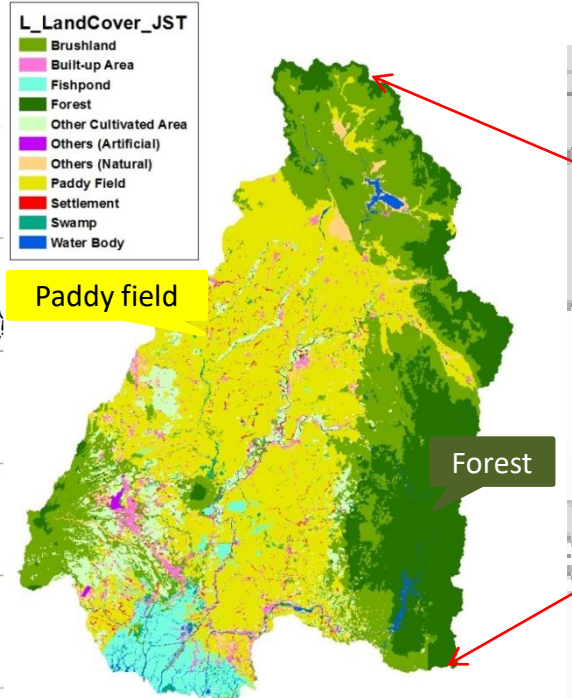 L_LandCover_JST
Brushland
Built-up Area
Fishpond
Forest
Other Cultivated Area
Others (Artificial)
Others (Natural)
Paddy Field
Settlement
Swamp
Water Body
Paddy field
Forest